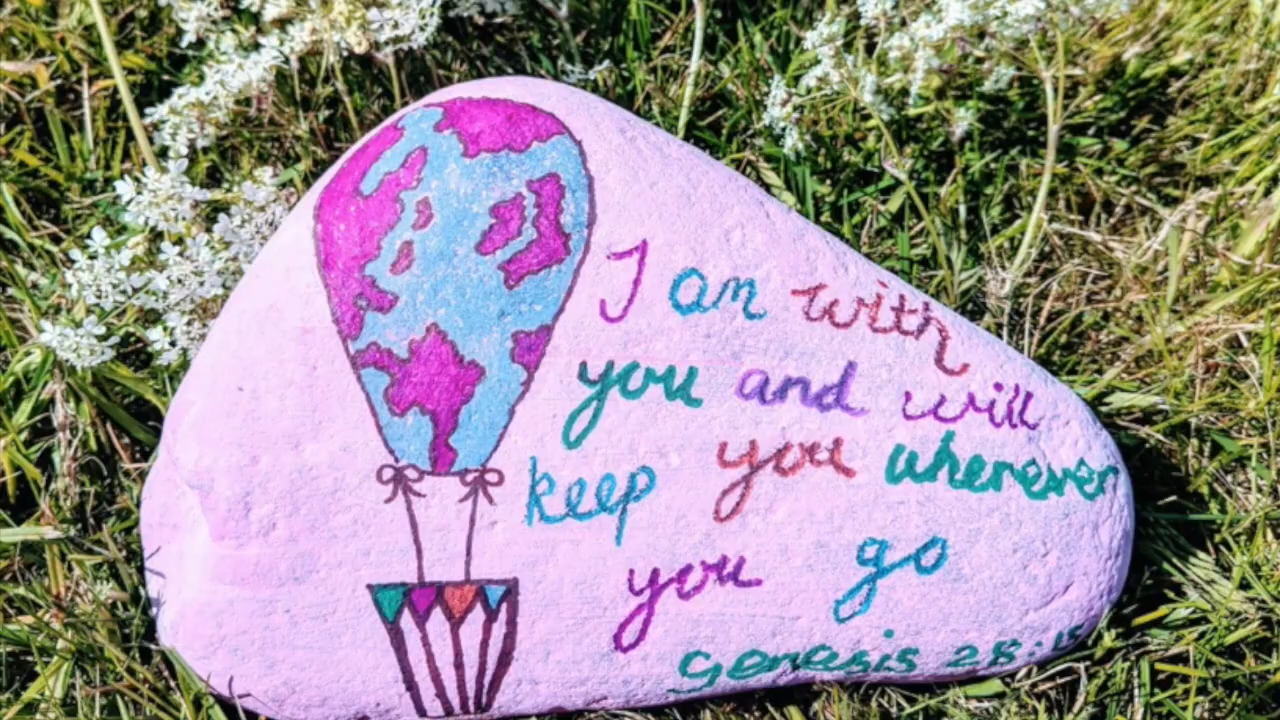 I am with
you and will
keep you wherever
you go
Genesis 28:15